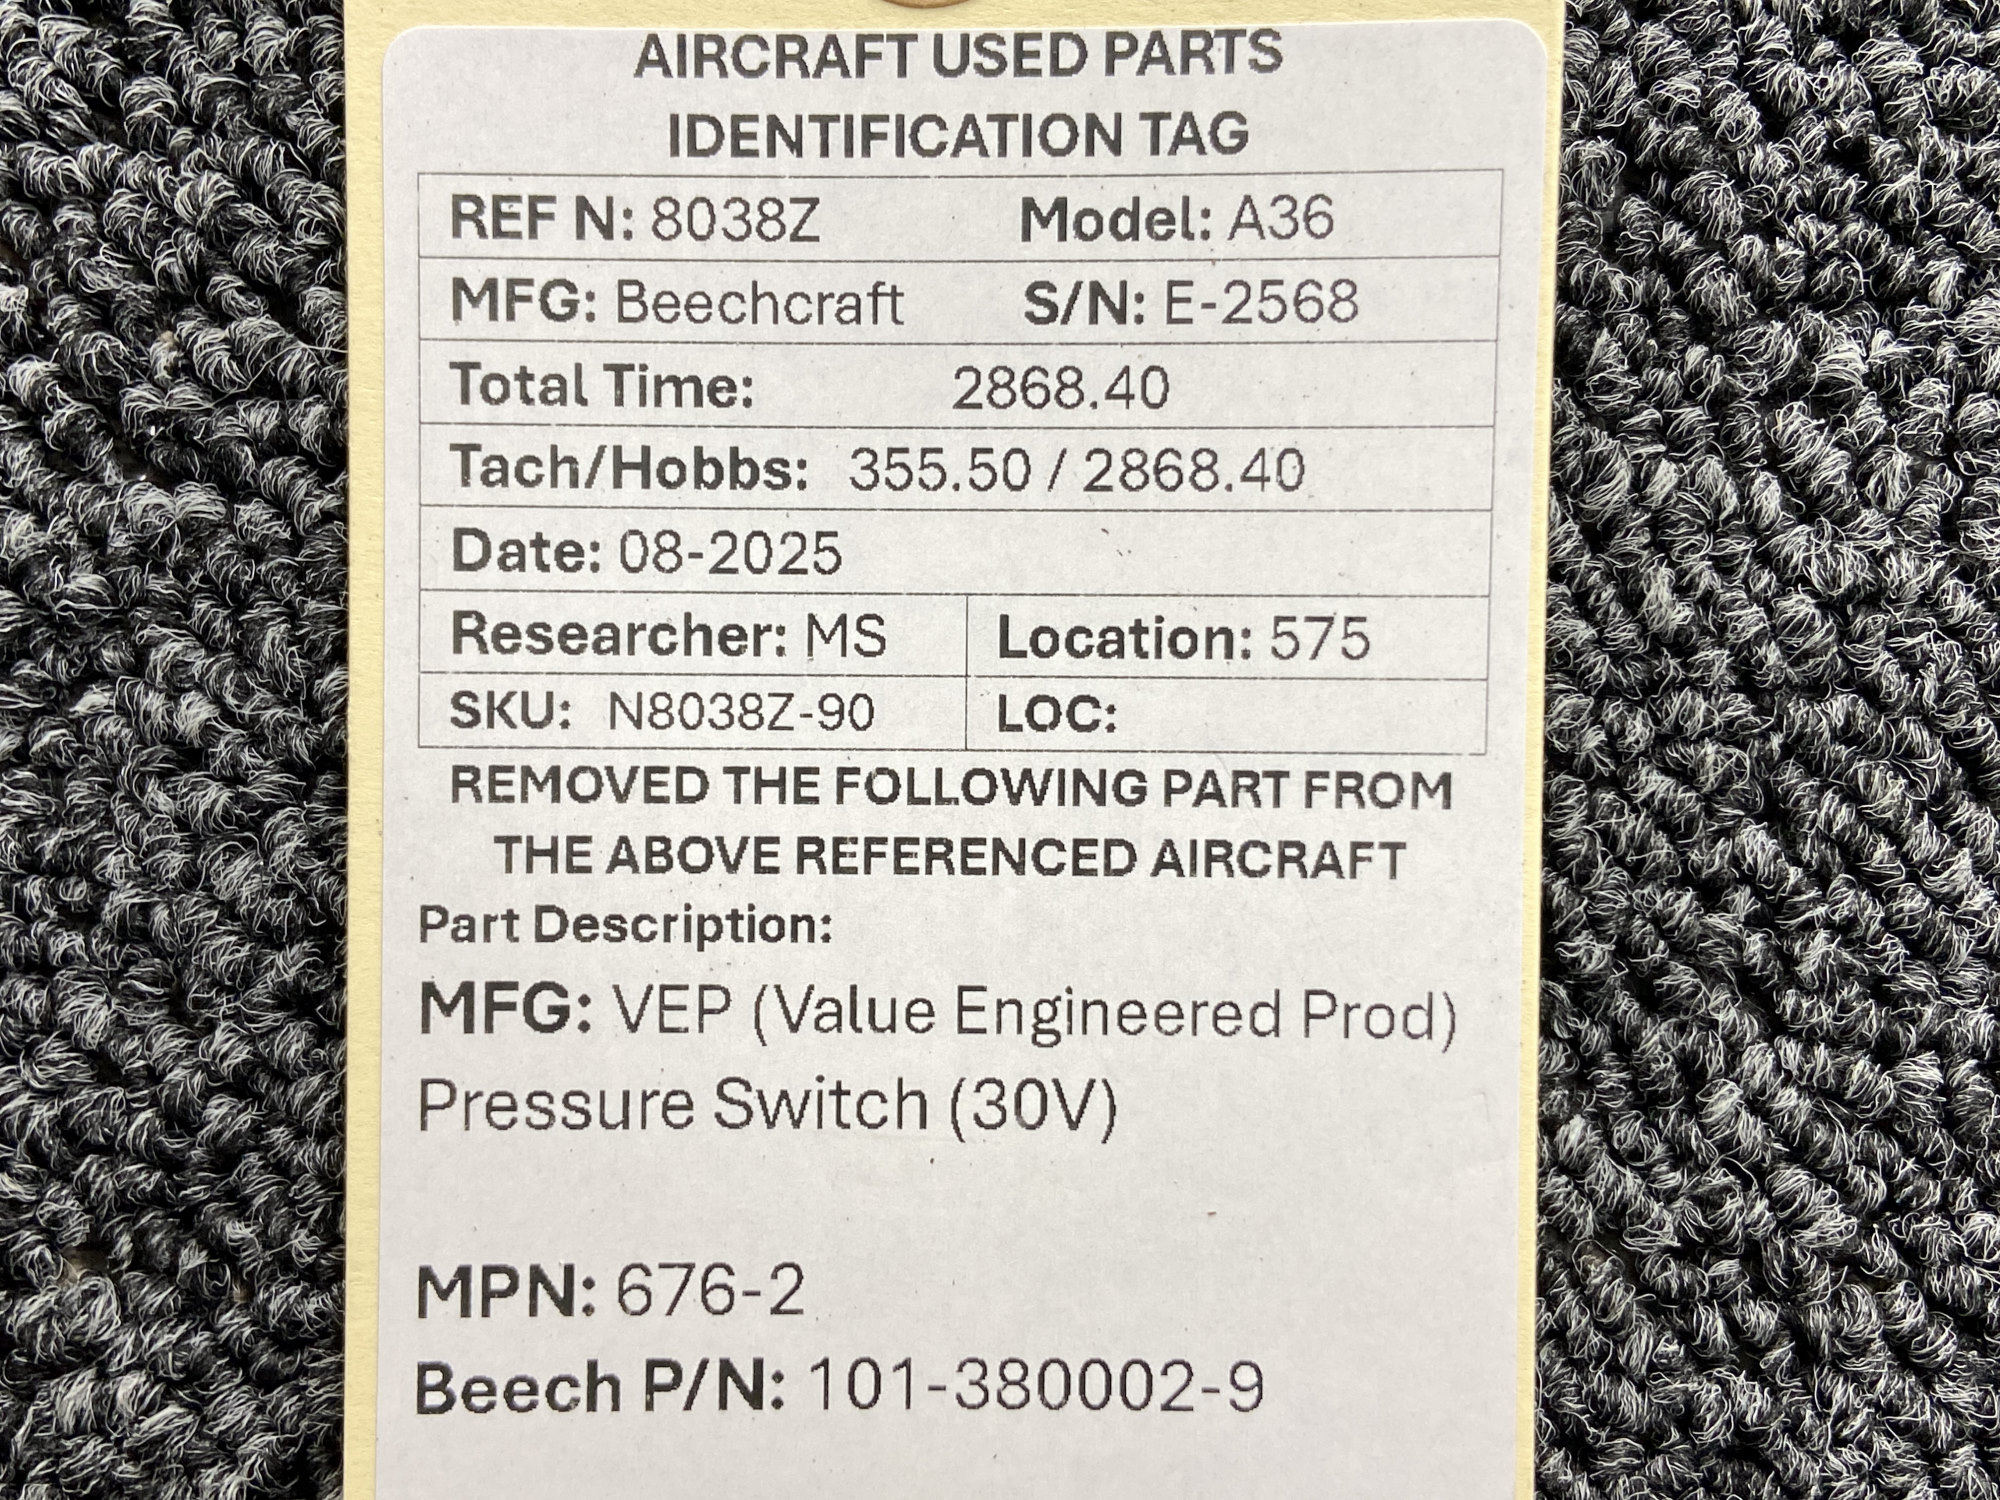 AIRCRAFT USED PARTS
IDENTIFICATION TAG
REF N: 8038Z Model: A36
MFG: Beechcraft S/N: E-2568
Total Time: 2868.40
Tach/Hobbs: 355.50 / 2868.40
Date: 08-2025
Researcher: MS Location: 575
SKU: N8038Z-90 LOC:
REMOVED THE FOLLOWING PART FROM
THE ABOVE REFERENCED AIRCRAFT
Part Description:
MFG: VEP (Value Engineered Prod)
Pressure Switch (30V)
MPN: 676-2
Beech P/N: 101-380002-9